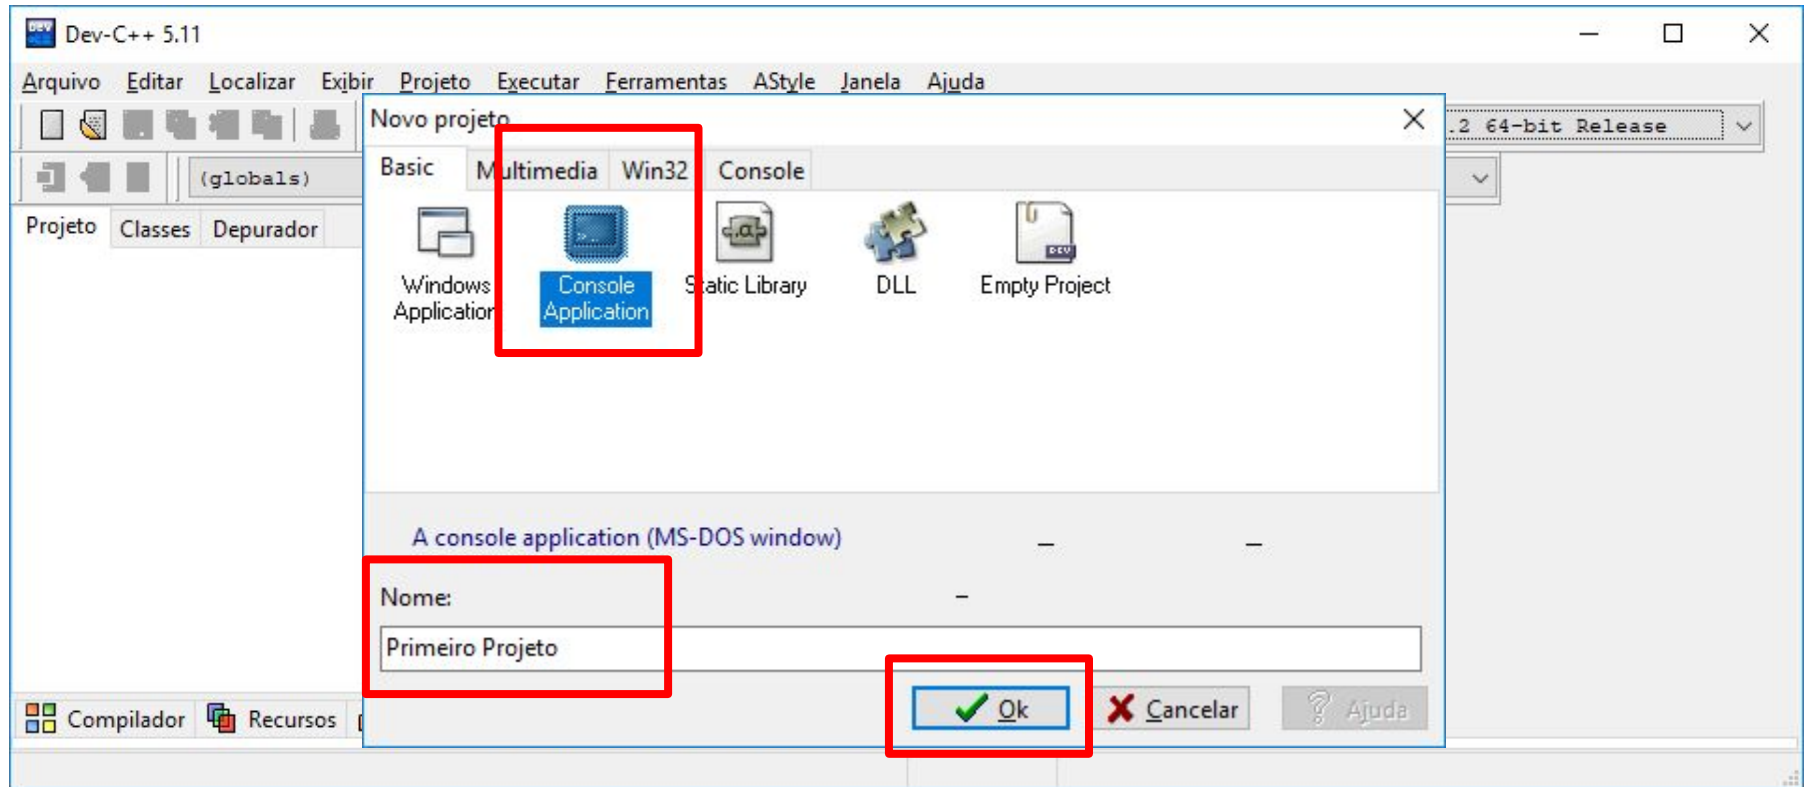 Dev-C++ 5.11
Arquivo Editar Localizar Exibir Projeto Executar Ferramentas AStyle Janela Ajuda
Novo projeto
.2 64-bit Release
Basic Multimedia Win32 Console
(globals)
Projeto Classes Depurador
Windows Application
Console Application
Static Library
DLL
Empty Project
A console application (MS-DOS window)
Nome:
Primeiro Projeto
Ok Cancelar Ajuda
Compilador Recursos